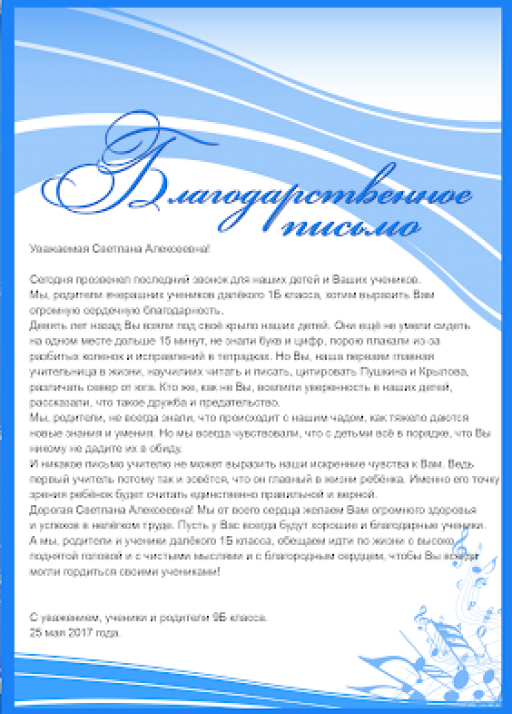 Благодарственное
письмо
Уважаемая Светлана Алексеевна!
Сегодня прозвенел последний звонок для наших детей и Ваших учеников.
Мы, родители вчерашних учеников далёкого 1Б класса, хотим выразить Вам
огромную сердечную благодарность.
Девять лет назад Вы взяли под своё крыло наших детей. Они ещё не умели сидеть
на одном месте дольше 15 минут, не знали букв и цифр, порою плакали из-за
разбитых коленок и исправлений в тетрадках. Но Вы, наша первая и главная
учительница в жизни, научили их читать и писать, цитировать Пушкина и Крылова,
различать север от юга. Кто же, как не Вы, вселили уверенность в наших детей,
рассказали, что такое дружба и предательство.
Мы, родители, не всегда знали, что происходит с нашим чадом, как тяжело даются
новые знания и умения. Но мы всегда чувствовали, что с детьми всё в порядке, что Вы
никому не дадите их в обиду.
И никакое письмо учителю не может выразить наши искренние чувства к Вам. Ведь
первый учитель потому так и зовётся, что он главный в жизни ребёнка. Именно его точку
зрения ребёнок будет считать единственно правильной и верной.
Дорогая Светлана Алексеевна! Мы от всего сердца желаем Вам огромного здоровья
и успехов в нелёгком труде. Пусть у Вас всегда будут хорошие и благодарные ученики.
А мы, родители и ученики далёкого 1Б класса, обещаем идти по жизни с высоко
поднятой головой и с чистыми мыслями и с благородным сердцем, чтобы Вы всегда
могли гордиться своими учениками!
С уважением, ученики и родители 9Б класса.
25 мая 2017 года.